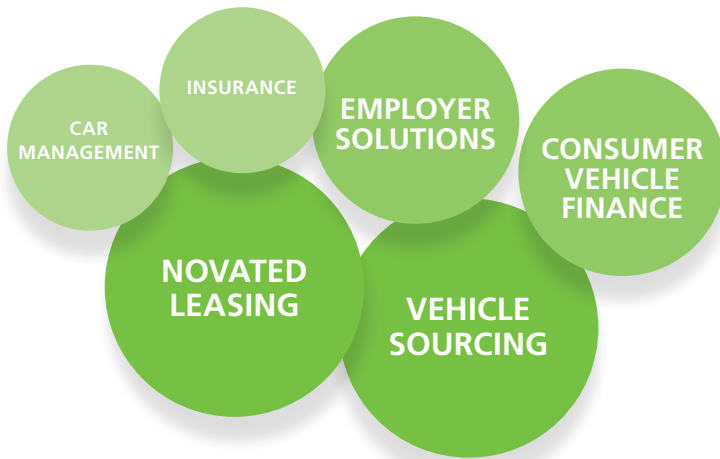 CAR
MANAGEMENT
INSURANCE
EMPLOYER
SOLUTIONS
CONSUMER
VEHICLE
FINANCE
NOVATED
LEASING
VEHICLE
SOURCING